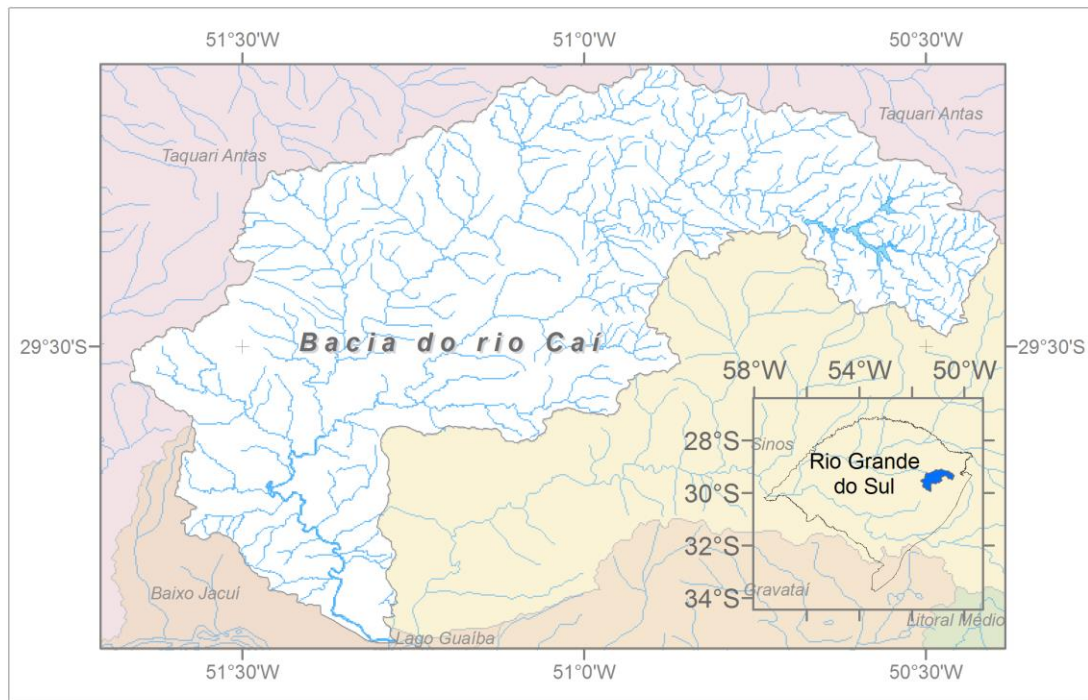 51°30'W 51°0'W 50°30'W
Taquari Antas
Taquari Antas
Bacia do rio Caí
29°30'S
29°30'S
58°W 54°W 50°W
28°S
Sinos
Rio Grande
do Sul
30°S
32°S
34°S
Baixo Jacuí
Gravataí
Litoral Médio
Lago Guaíba
51°30'W 51°0'W 50°30'W